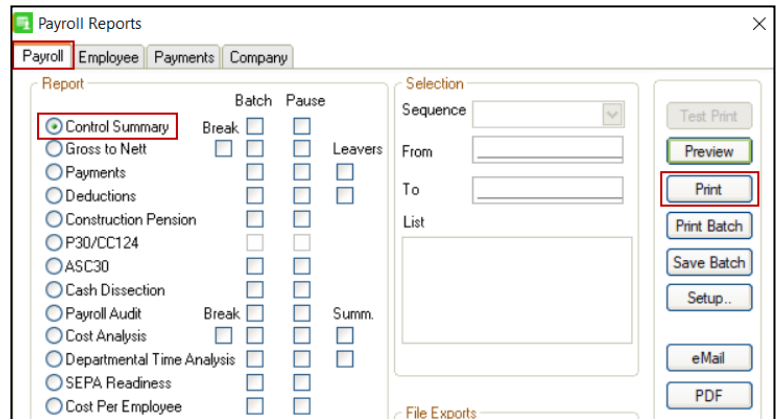 Payroll Reports
Payroll Employee Payments Company
Report
Batch Pause
Control Summary Break
Gross to Nett Leavers
Payments
Deductions
Construction Pension
P30/CC124
ASC30
Cash Dissection
Payroll Audit Break Summ.
Cost Analysis
Departmental Time Analysis
SEPA Readiness
Cost Per Employee
Selection
Sequence
From
To
List
File Exports
Test Print
Preview
Print
Print Batch
Save Batch
Setup..
eMail
PDF